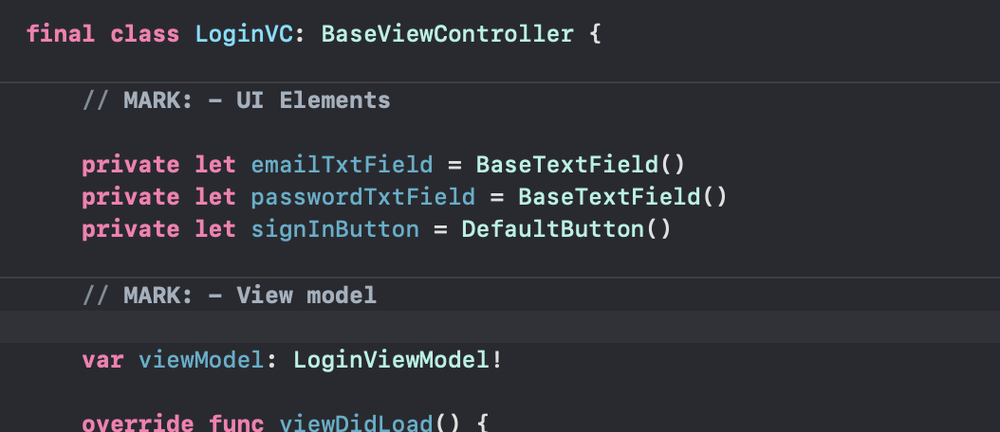 final class LoginVC: BaseViewController {
// MARK: - UI Elements
private let emailTxtField = BaseTextField()
private let passwordTxtField = BaseTextField()
private let signInButton = DefaultButton()
// MARK: - View model
var viewModel: LoginViewModel!
override func viewDidLoad() {